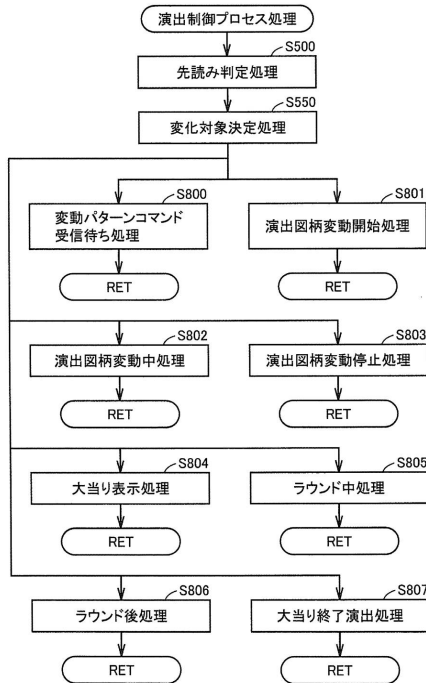 演出制御プロセス処理
S500
先読み判定処理
S550
変化対象決定処理
S800
変動パターンコマンド
受信待ち処理
S801
演出図柄変動開始処理
RET
RET
S802
演出図柄変動中処理
S803
演出図柄変動停止処理
RET
RET
S804
大当り表示処理
S805
ラウンド中処理
RET
RET
S806
ラウンド後処理
S807
大当り終了演出処理
RET
RET